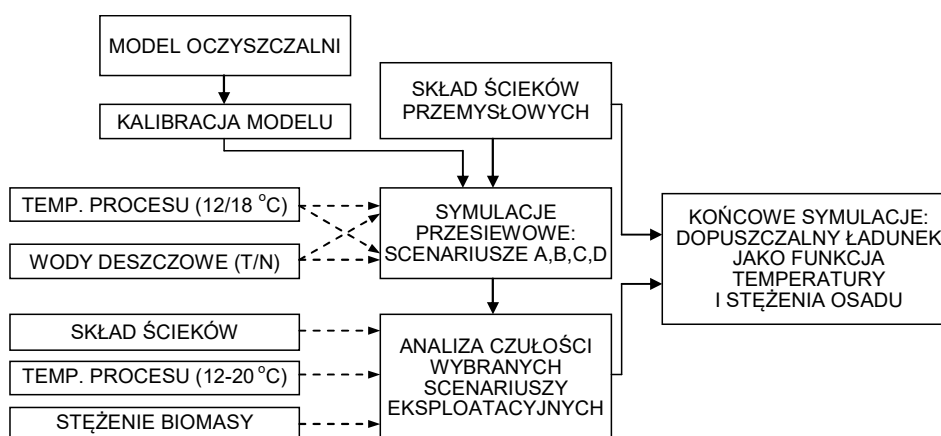 MODEL OCZYSZCZALNI
KALIBRACJA MODELU
SKŁAD ŚCIEKÓW
PRZEMYSŁOWYCH
TEMP. PROCESU (12/18 °C)
WODY DESZCZOWE (T/N)
SYMULACJE
PRZESIEWOWE:
SCENARIUSZE A,B,C,D
SKŁAD ŚCIEKÓW
TEMP. PROCESU (12-20 °C)
STĘŻENIE BIOMASY
ANALIZA CZUŁOŚCI
WYBRANYCH
SCENARIUSZY
EKSPLOATACYJNYCH
KOŃCOWE SYMULACJE:
DOPUSZCZALNY ŁADUNEK
JAKO FUNKCJA
TEMPERATURY
I STĘŻENIA OSADU